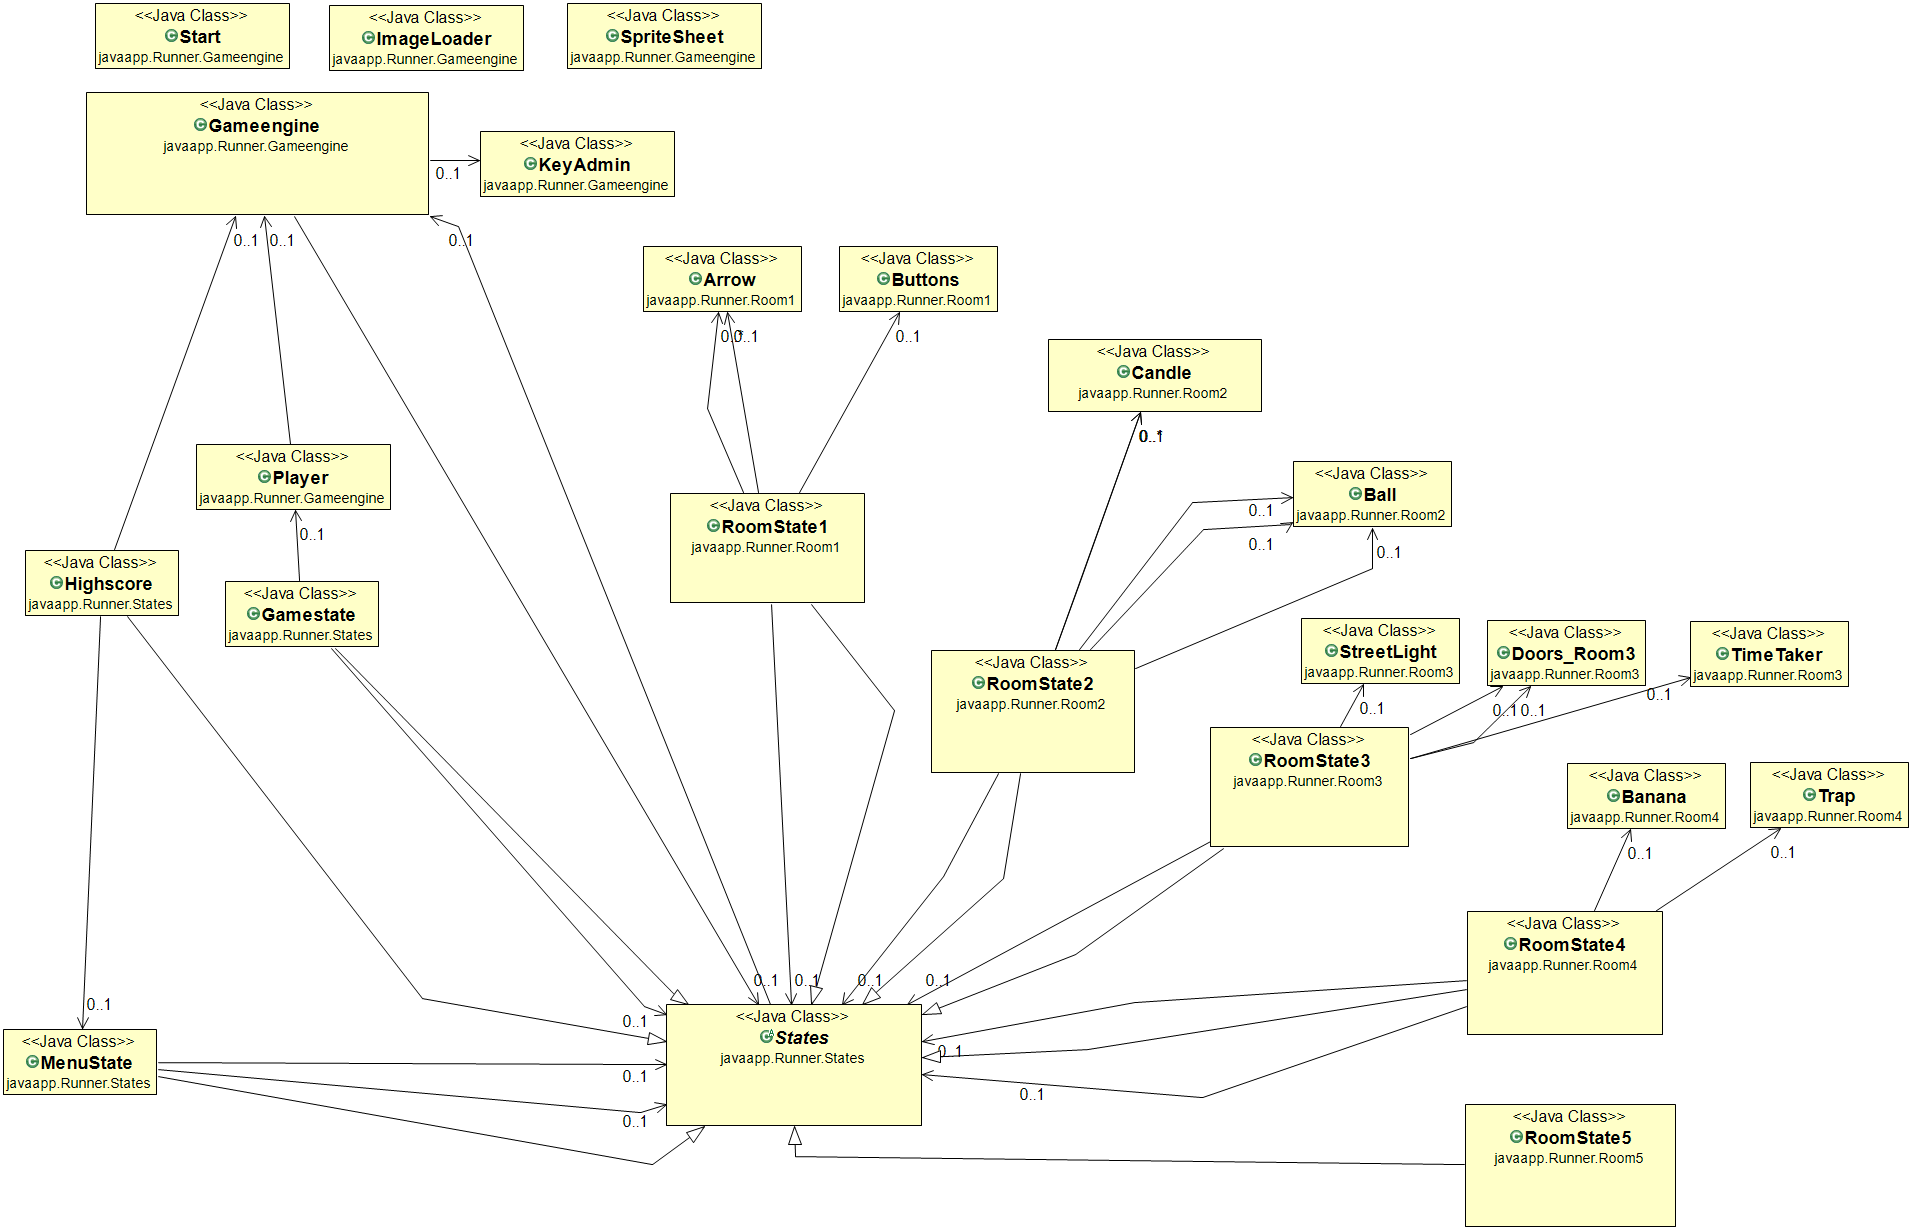 <<Java Class>>
Start
javaapp.Runner.Gameengine
<<Java Class>>
ImageLoader
javaapp.Runner.Gameengine
<<Java Class>>
SpriteSheet
javaapp.Runner.Gameengine
<<Java Class>>
Gameengine
javaapp.Runner.Gameengine
<<Java Class>>
KeyAdmin
javaapp.Runner.Gameengine
0..1
0..1
0..1
0..1
<<Java Class>>
Arrow
javaapp.Runner.Room1
<<Java Class>>
Buttons
javaapp.Runner.Room1
0..1
0..1
<<Java Class>>
Candle
javaapp.Runner.Room2
0..1
<<Java Class>>
Player
javaapp.Runner.Gameengine
0..1
<<Java Class>>
Ball
javaapp.Runner.Room2
0..1
0..1
0..1
<<Java Class>>
RoomState1
javaapp.Runner.Room1
<<Java Class>>
Highscore
javaapp.Runner.States
<<Java Class>>
Gamestate
javaapp.Runner.States
<<Java Class>>
RoomState2
javaapp.Runner.Room2
<<Java Class>>
StreetLight
javaapp.Runner.Room3
<<Java Class>>
Doors_Room3
javaapp.Runner.Room3
<<Java Class>>
TimeTaker
javaapp.Runner.Room3
0..1
0..1
0..1
0..1
<<Java Class>>
RoomState3
javaapp.Runner.Room3
<<Java Class>>
Banana
javaapp.Runner.Room4
<<Java Class>>
Trap
javaapp.Runner.Room4
0..1
0..1
<<Java Class>>
RoomState4
javaapp.Runner.Room4
0..1
0..1
0..1
0..1
0..1
0..1
<<Java Class>>
States
javaapp.Runner.States
0..1
0..1
<<Java Class>>
MenuState
javaapp.Runner.States
0..1
0..1
0..1
<<Java Class>>
RoomState5
javaapp.Runner.Room5